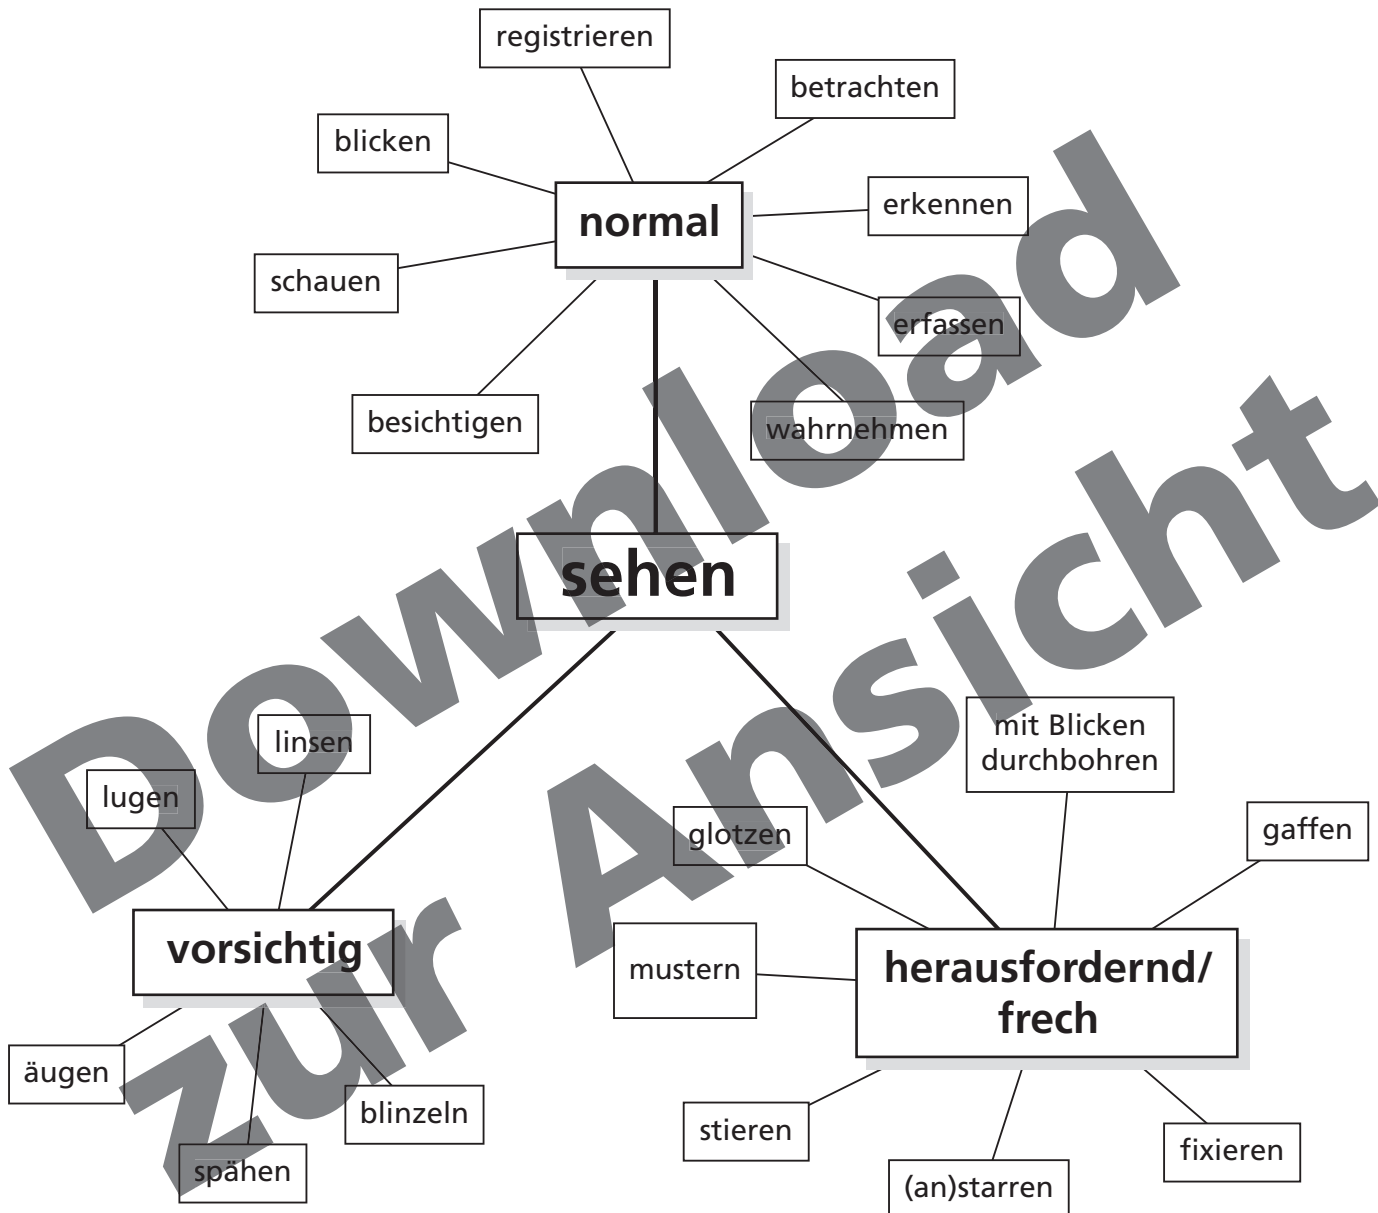 registrieren
betrachten
blicken
erkennen
normal
schauen
erfassen
besichtigen
wahrnehmen
sehen
linsen
lugen
vorsichtig
äugen
blinzeln
spähen
mit Blicken
durchbohren
glotzen
gaffen
mustern
herausfordernd/
frech
stieren
(an)starren
fixieren
Download
zur Ansicht